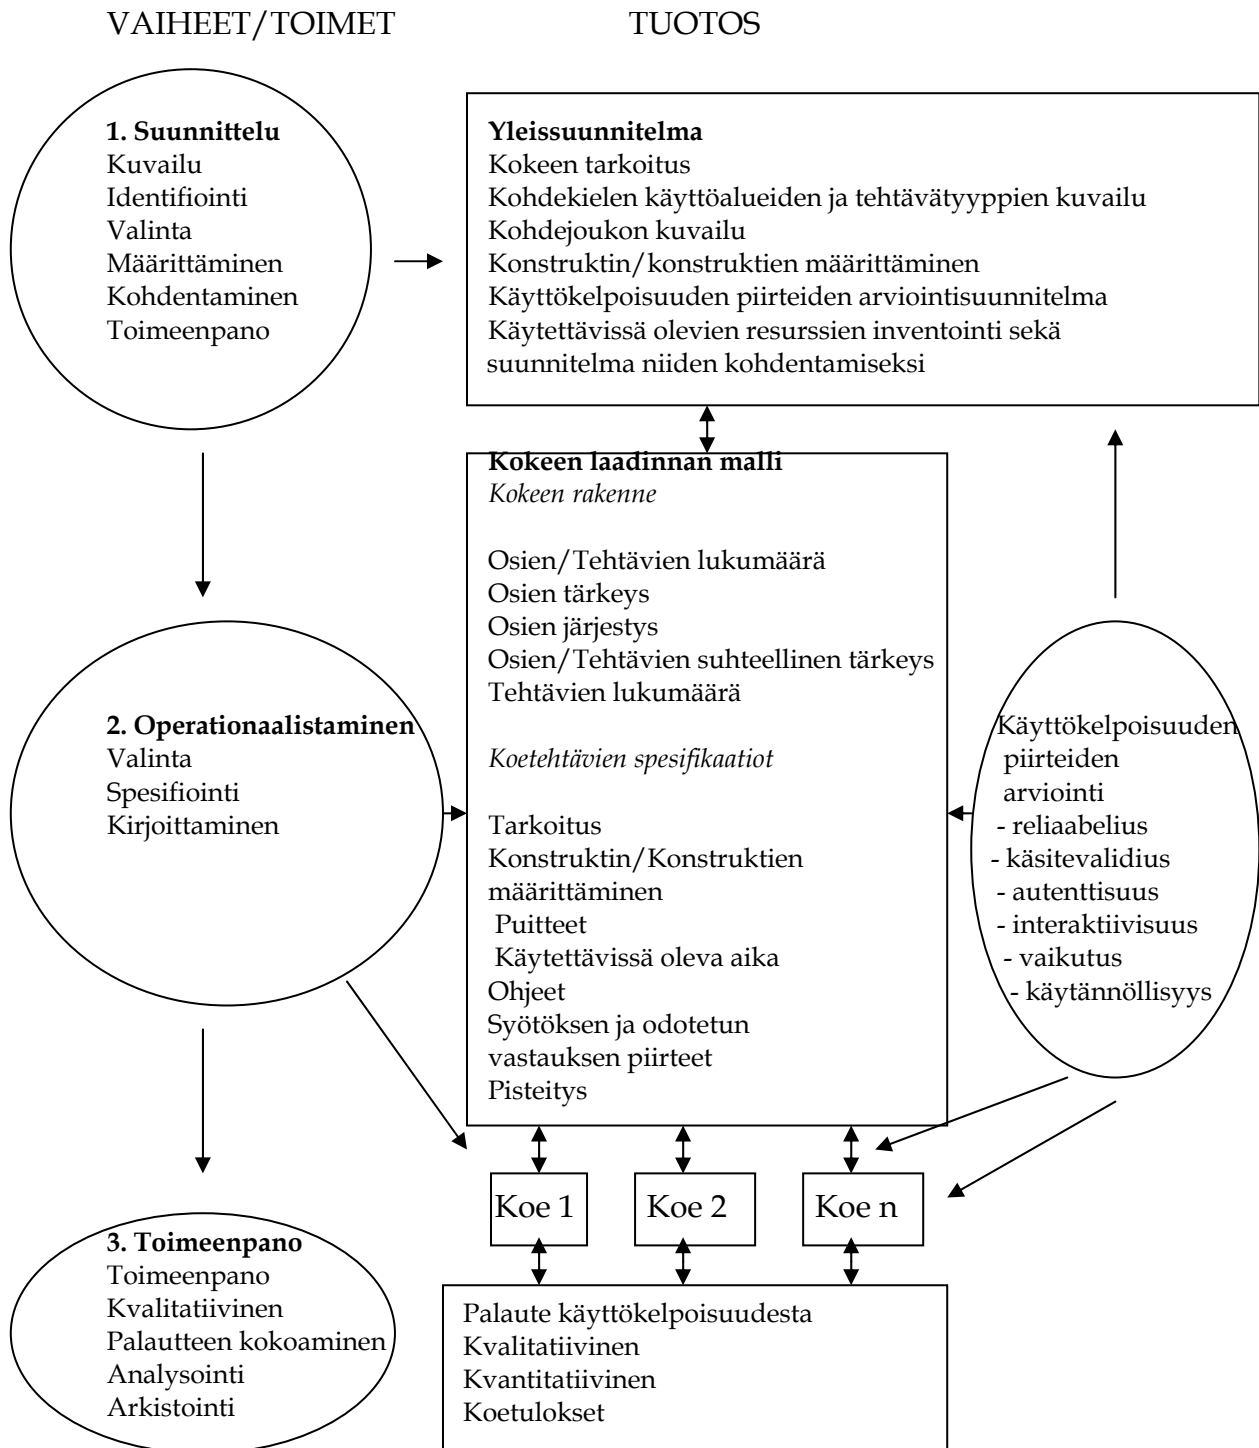 VAIHEET/TOIMET TUOTOS
1. Suunnittelu
Kuvailu
Identifiointi
Valinta
Määrittäminen
Kohdentaminen
Toimeenpano
Yleissuunnitelma
Kokeen tarkoitus
Kohdekielen käyttöalueiden ja tehtävätyyppien kuvailu
Kohdejoukon kuvailu
Konstruktin/konstruktien määrittäminen
Käyttökelpoisuuden piirteiden arviointisuunnitelma
Käytettävissä olevien resurssien inventointi sekä
suunnitelma niiden kohdentamiseksi
2. Operationaalistaminen
Valinta
Spesifiointi
Kirjoittaminen
Kokeen laadinnan malli
Kokeen rakenne
Osien/Tehtävien lukumäärä
Osien tärkeys
Osien järjestys
Osien/Tehtävien suhteellinen tärkeys
Tehtävien lukumäärä
Koetehtävien spesifikaatiot
Tarkoitus
Konstruktin/Konstruktien
määrittäminen
Puitteet
Käytettävissä oleva aika
Ohjeet
Syötöksen ja odotetun
vastauksen piirteet
Pisteitys
Käyttökelpoisuuden
piirteiden
arviointi
- reliaabelius
- käsitevalidius
- autenttisuus
- interaktiivisuus
- vaikutus
- käytännöllisyys
Koe 1 Koe 2 Koe n
3. Toimeenpano
Toimeenpano
Kvalitatiivinen
Palautteen kokoaminen
Analysointi
Arkistointi
Palaute käyttökelpoisuudesta
Kvalitatiivinen
Kvantitatiivinen
Koetulokset